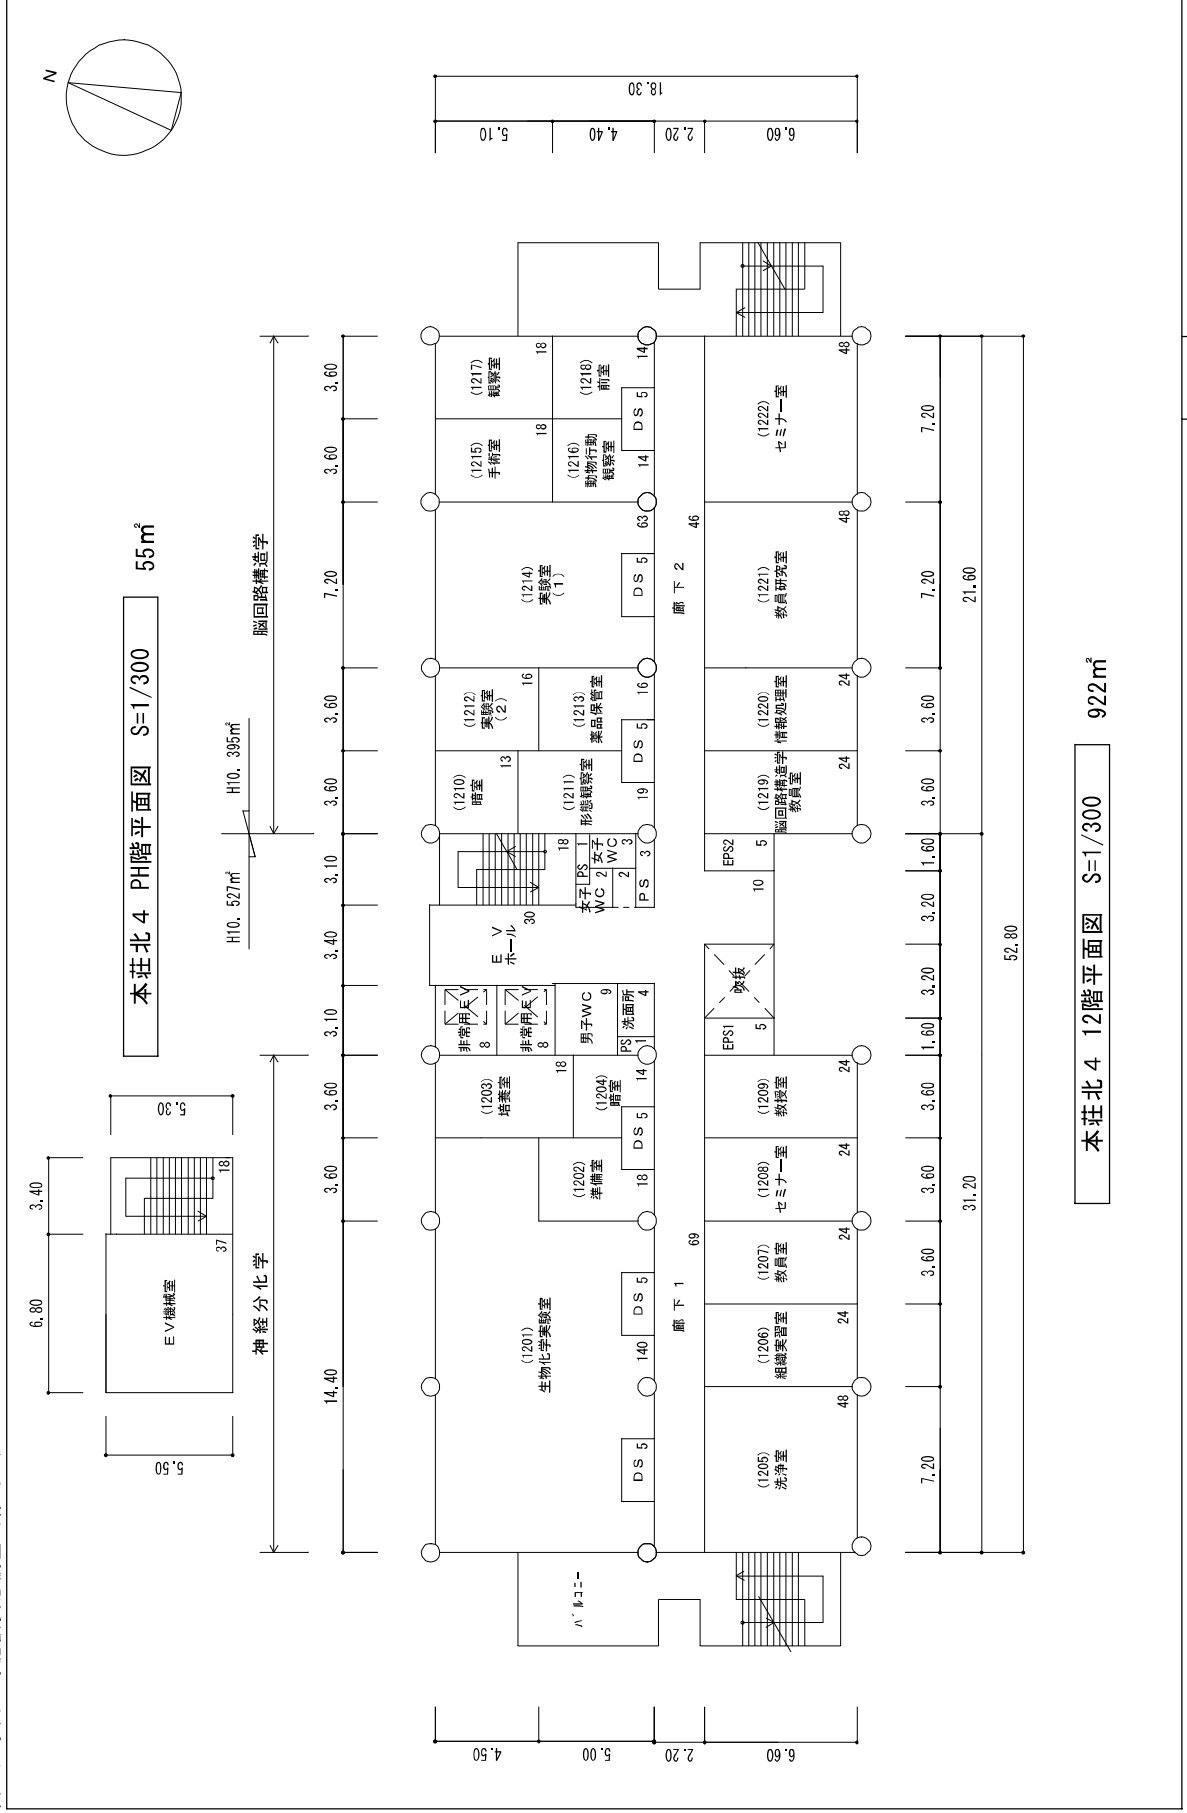 N
本荘北4 PH階平面図 S=1/300 55㎡
6.80
3.40
5.50
5.30
EV機械室
37
18
H10. 527㎡
H10. 395㎡
神経分化学
脳回路構造学
14.40
3.60
3.60
3.10
3.40
3.10
3.60
3.60
7.20
3.60
3.60
4.50
5.00
2.20
6.60
5.10
4.40
2.20
6.60
18.30
バルコニー
(1201)
生物化学実験室
140
DS 5
DS 5
(1202)
準備室
18
DS 5
(1203)
培養室
18
(1204)
暗室
14
非常用EV
8
非常用EV
8
男子WC
9
洗面所
4
PS
1
EV
ホール
30
18
女子
WC 2
PS 1
女子
WC 3
2
PS 3
(1210)
暗室
13
(1211)
形態観察室
19
DS 5
(1212)
実験室
(2)
16
(1213)
薬品保管室
16
(1214)
実験室
(1)
63
DS 5
(1215)
手術室
18
(1216)
動物行動
観察室
14
DS 5
(1217)
観察室
18
(1218)
前室
14
廊下1
69
廊下2
46
(1205)
洗浄室
48
(1206)
組織実習室
24
(1207)
教員室
24
(1208)
セミナー室
24
(1209)
教授室
24
EPS1
5
吹抜
10
EPS2
5
(1219)
脳回路構造学
教員室
24
(1220)
情報処理室
24
(1221)
教員研究室
48
(1222)
セミナー室
48
7.20
3.60
3.60
3.60
1.60
3.20
3.20
1.60
3.60
3.60
7.20
7.20
31.20
21.60
52.80
本荘北4 12階平面図 S=1/300 922㎡